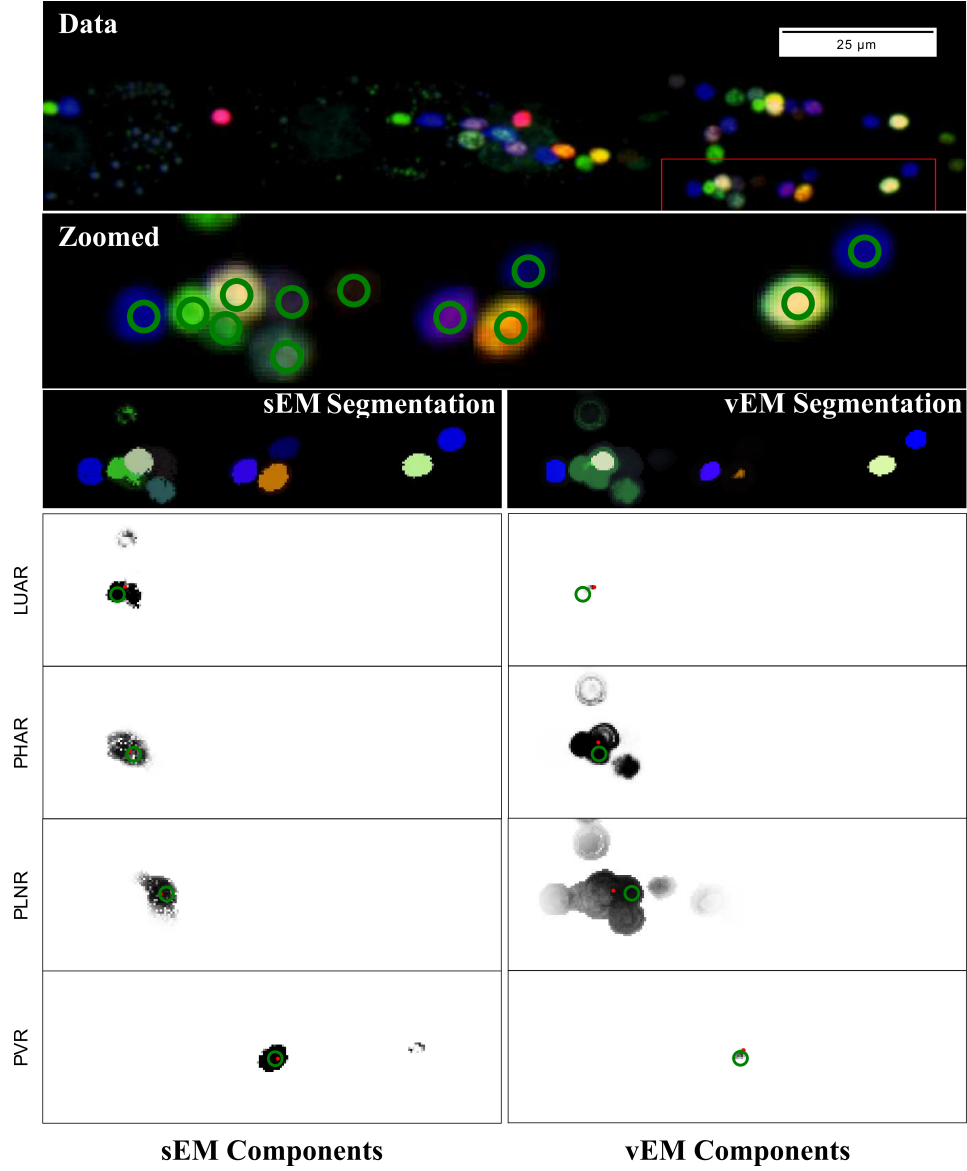 Data
25 µm
Zoomed
sEM Segmentation
vEM Segmentation
LUAR
PHAR
PLNR
PVR
sEM Components
vEM Components